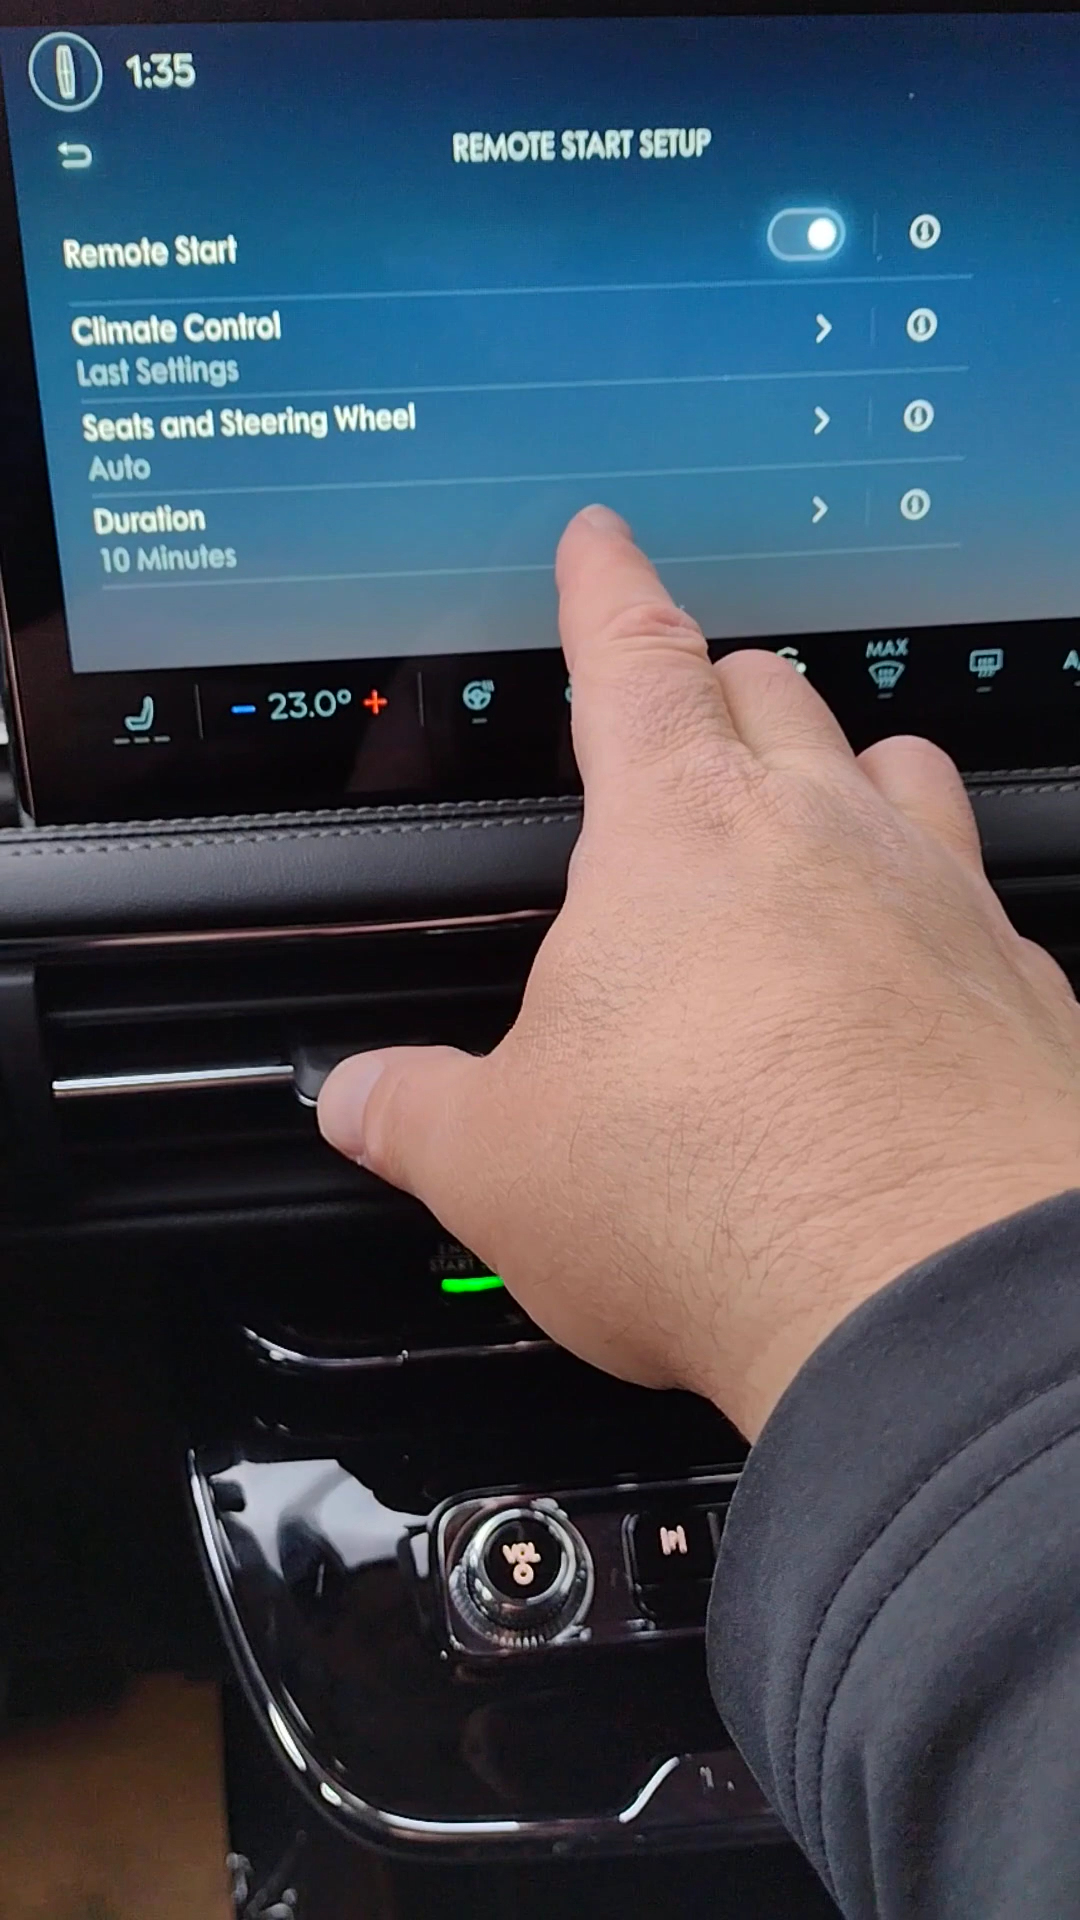 1:35
REMOTE START SETUP
Remote Start
Climate Control
Last Settings
Seats and Steering Wheel
Auto
Duration
10 Minutes
MAX
- 23.0° +
START
VOL